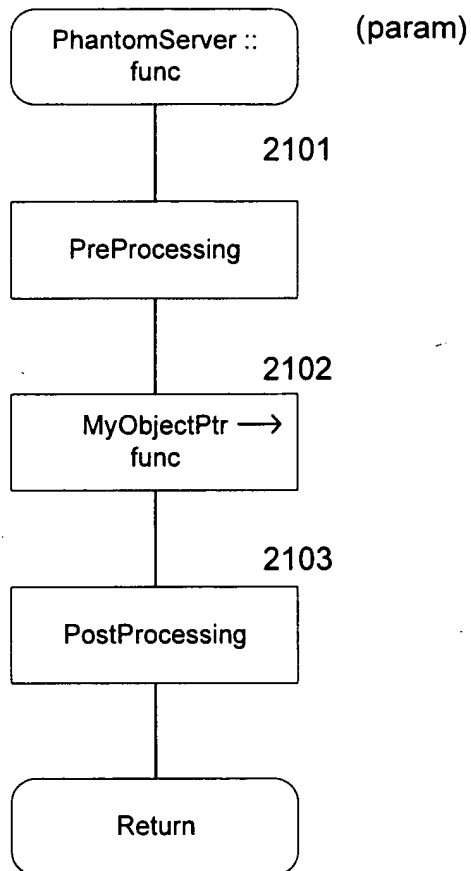 PhantomServer ::
func
(param)
2101
PreProcessing
2102
MyObjectPtr →
func
2103
PostProcessing
Return